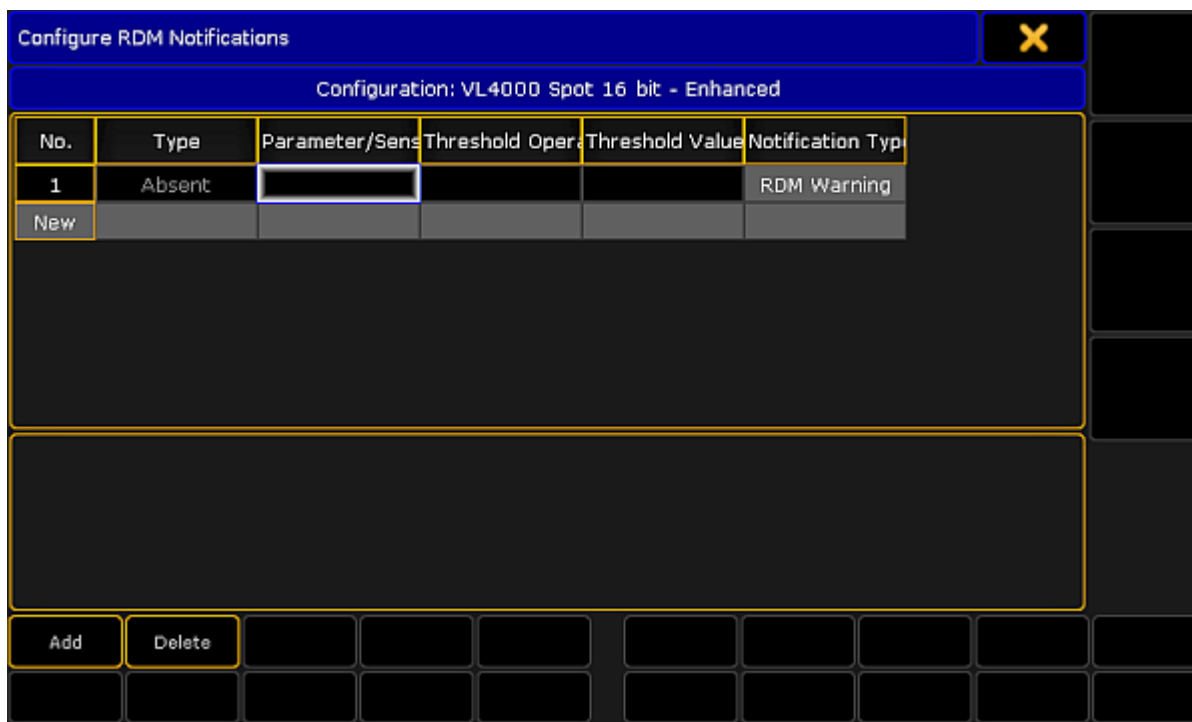 Configure RDM Notifications
Configuration: VL4000 Spot 16 bit - Enhanced
No. Type Parameter/Sens Threshold Oper Threshold Value Notification Typ
1 Absent RDM Warning
New
Add Delete